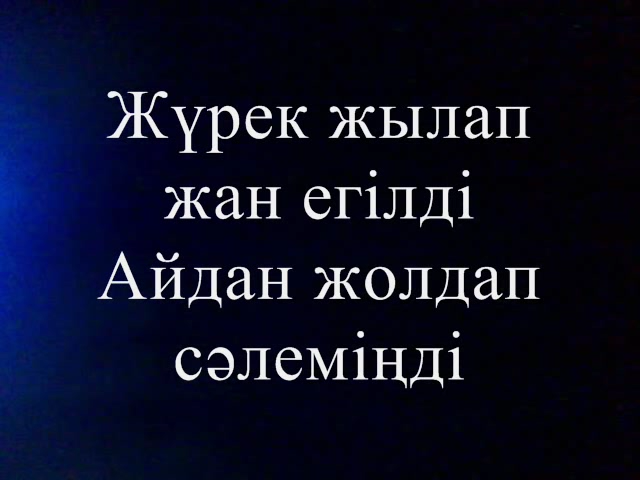 Жүрек жылап
жан егілді
Айдан жолдап
сәлеміңді